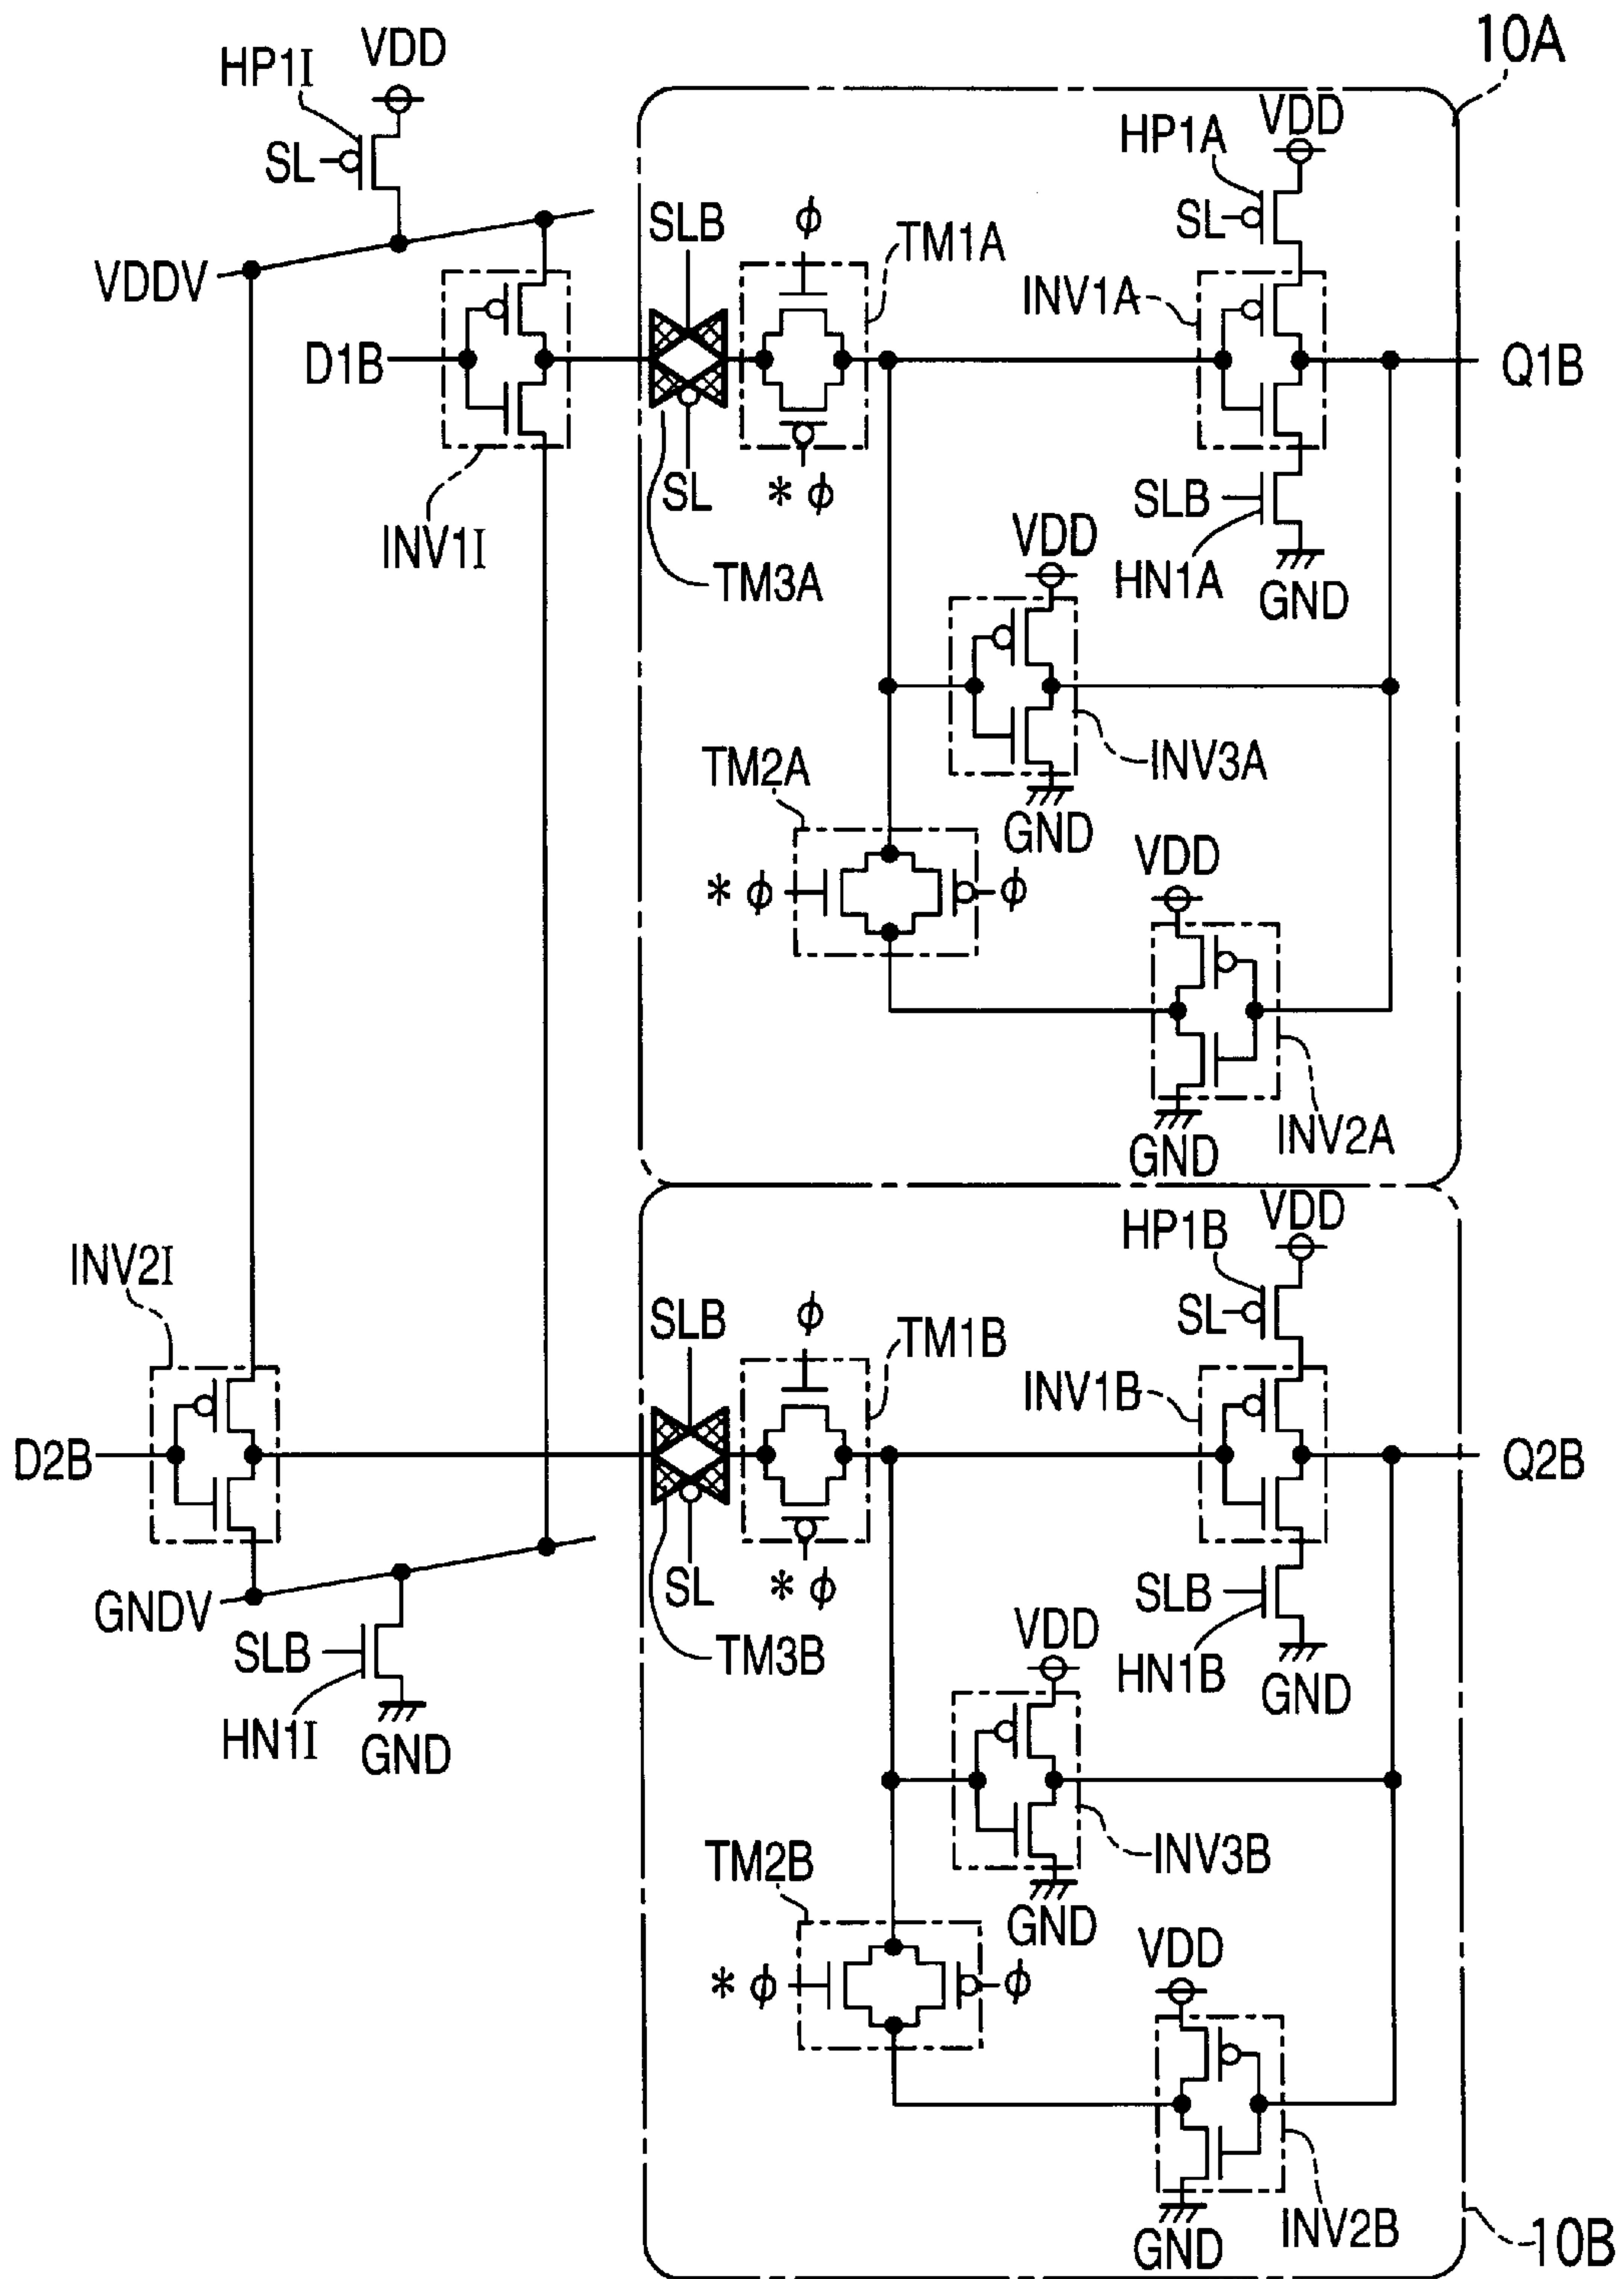 10A
VDD
HP1I
VDD
HP1A
SL
SLB
ϕ
TM1A
SL
VDDV
INV1A
D1B
Q1B
SL
* ϕ
SLB
INV1I
VDD
TM3A
HN1A
GND
TM2A
INV3A
GND
VDD
* ϕ
ϕ
INV2A
GND
VDD
HP1B
INV2I
SLB
ϕ
TM1B
SL
INV1B
D2B
Q2B
SL
* ϕ
SLB
GNDV
VDD
SLB
TM3B
HN1B
GND
HN1I
GND
TM2B
INV3B
GND
VDD
* ϕ
ϕ
INV2B
GND
10B